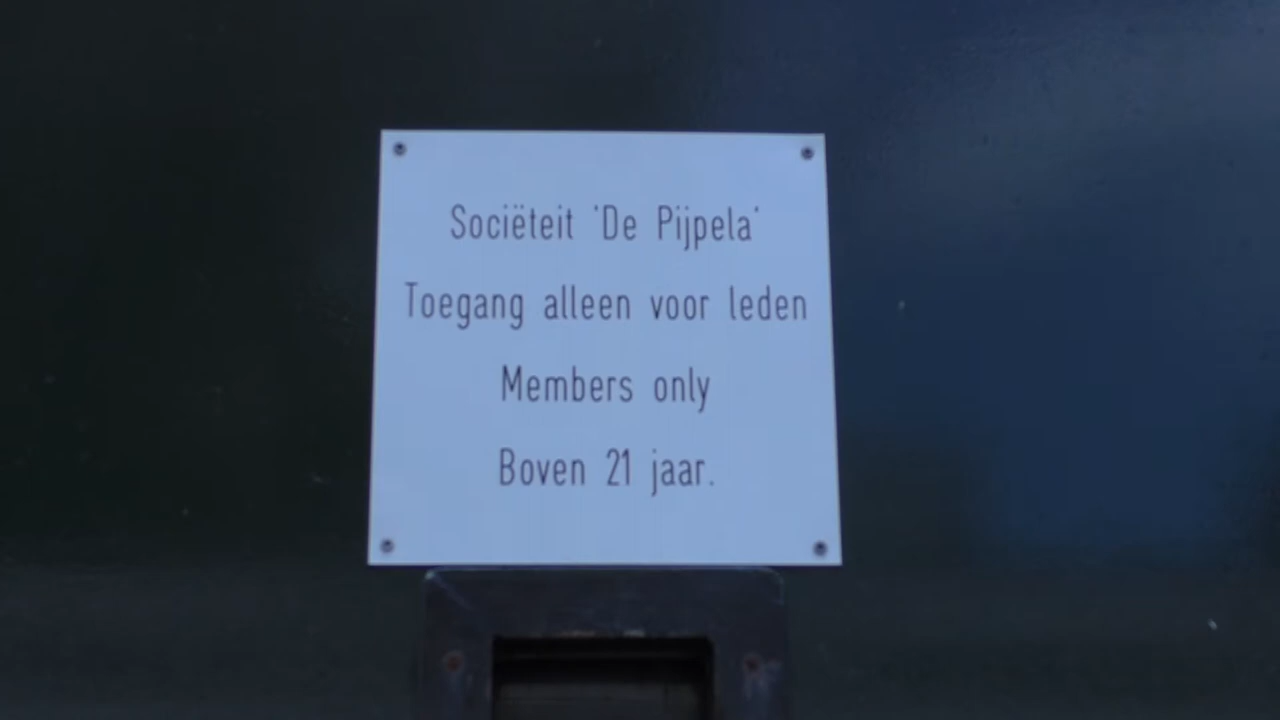 Sociëteit 'De Pijpela'
Toegang alleen voor leden
Members only
Boven 21 jaar.